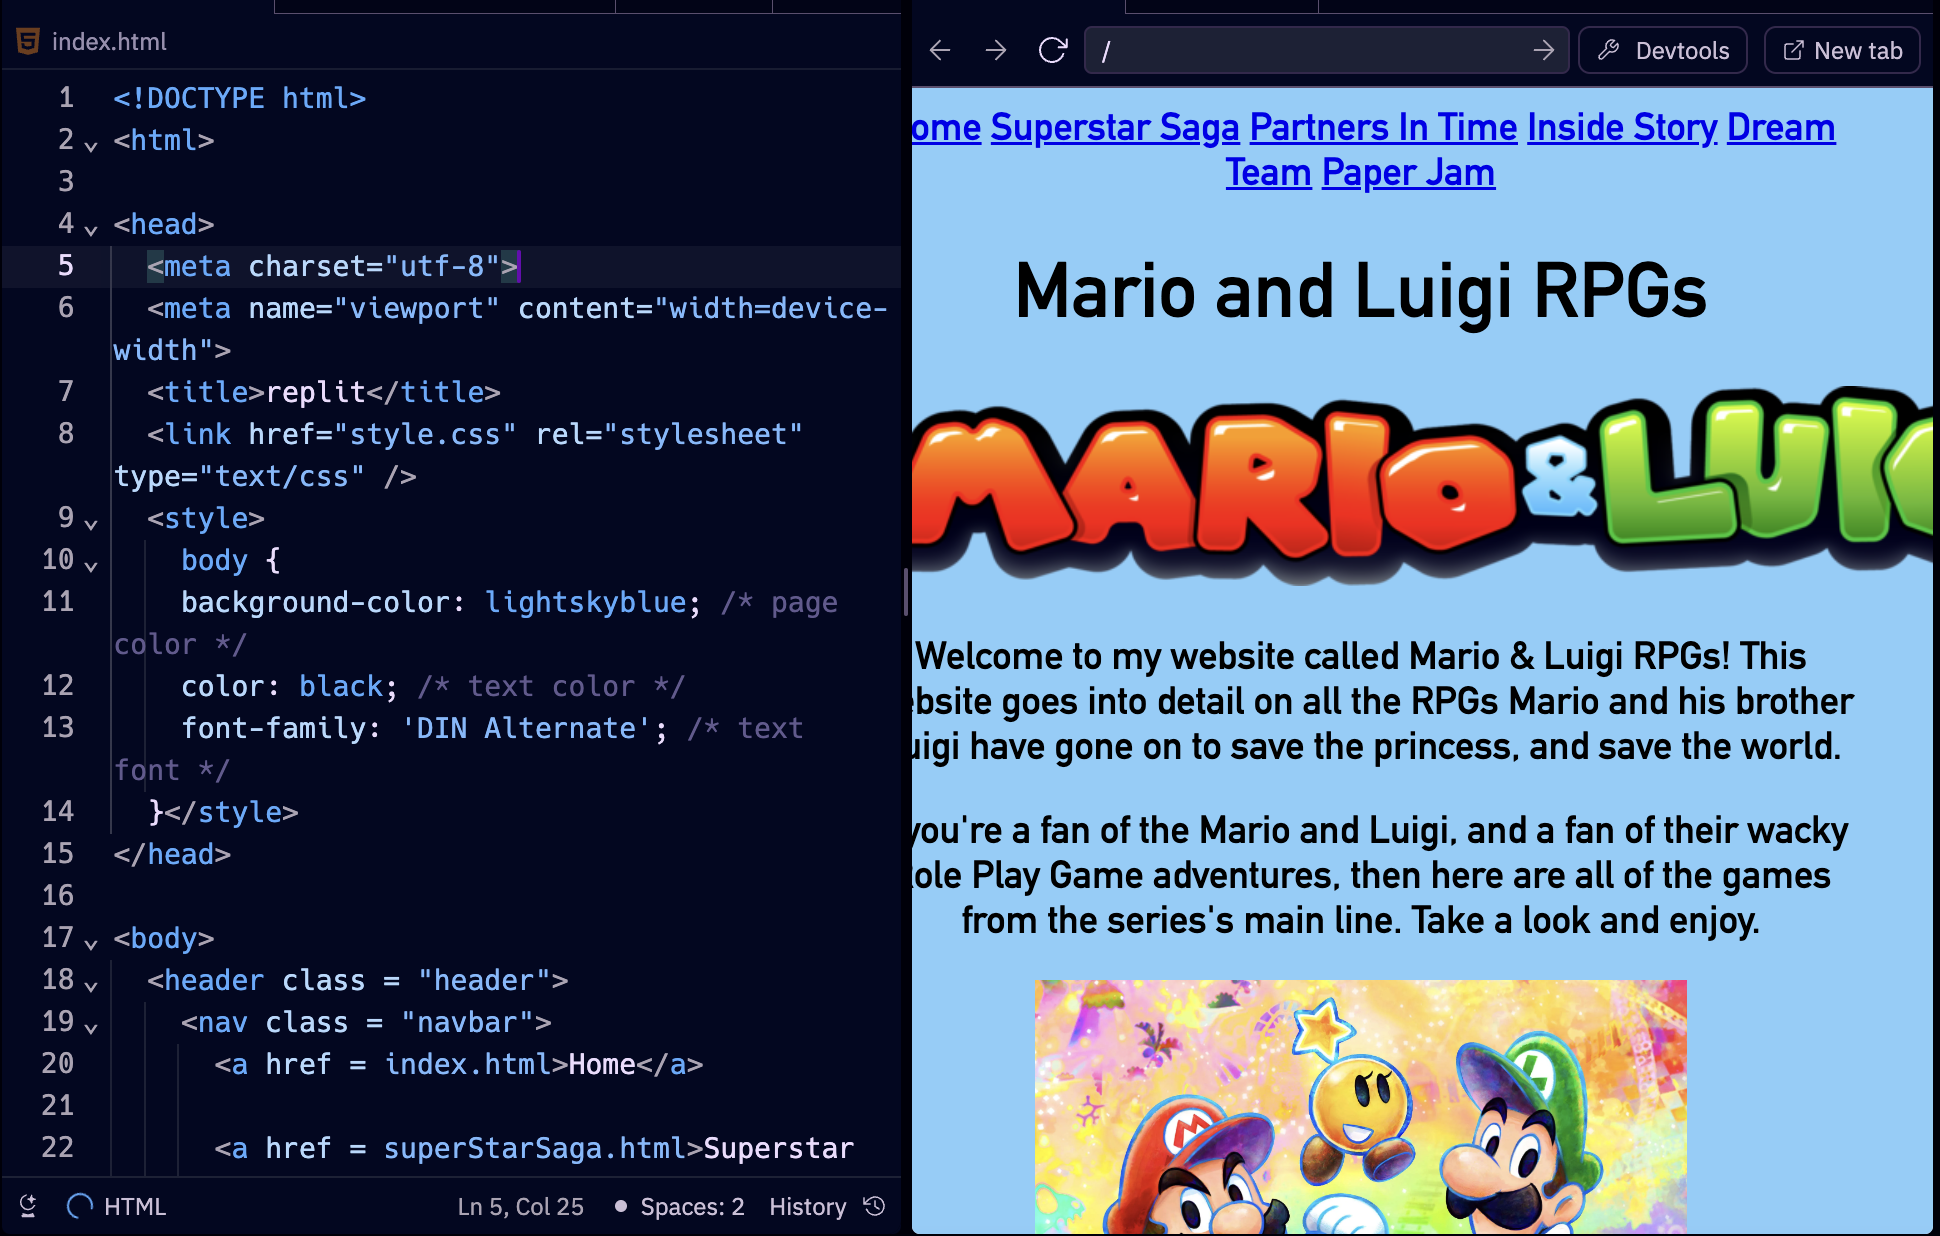 index.html
1 <!DOCTYPE html>
2 <html>
3
4 <head>
5 <meta charset="utf-8">
6 <meta name="viewport" content="width=device-
width">
7 <title>replit</title>
8 <link href="style.css" rel="stylesheet"
type="text/css" />
9 <style>
10 body {
11 background-color: lightskyblue; /* page
color */
12 color: black; /* text color */
13 font-family: 'DIN Alternate'; /* text
font */
14 }</style>
15 </head>
16
17 <body>
18 <header class = "header">
19 <nav class = "navbar">
20 <a href = index.html>Home</a>
21
22 <a href = superStarSaga.html>Superstar
HTML
Ln 5, Col 25
Spaces: 2
History
/
Devtools
New tab
ome Superstar Saga Partners In Time Inside Story Dream
Team Paper Jam
Mario and Luigi RPGs
MARIO & LUIG
Welcome to my website called Mario & Luigi RPGs! This
ebsite goes into detail on all the RPGs Mario and his brother
uigi have gone on to save the princess, and save the world.
you're a fan of the Mario and Luigi, and a fan of their wacky
ole Play Game adventures, then here are all of the games
from the series's main line. Take a look and enjoy.
M
L